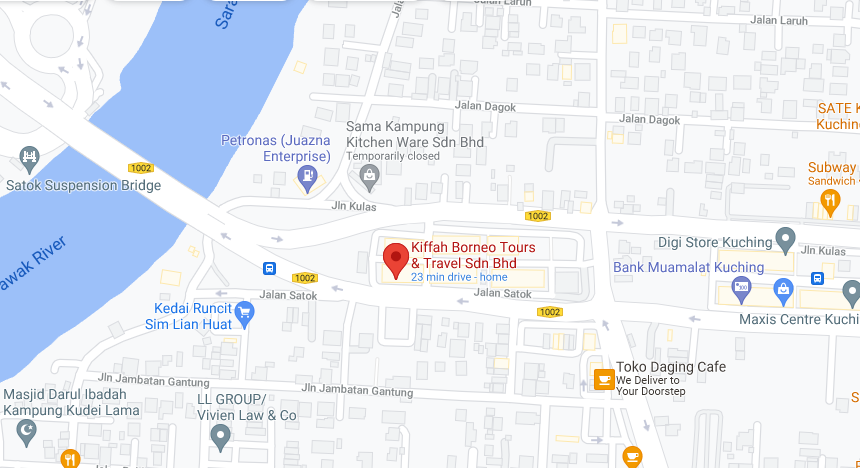 Jalan Laruh
Jalan Laruh
Jalan Dagok
Jalan Dagok
SATE K
Kuching
Petronas (Juazna
Enterprise)
Sama Kampung
Kitchen Ware Sdn Bhd
Temporarily closed
1002
Satok Suspension Bridge
Subway
Sandwich
Jln Kulas
1002
awak River
Kiffah Borneo Tours
& Travel Sdn Bhd
23 min drive - home
Digi Store Kuching
Jln Kulas
Bank Muamalat Kuching
1002
Jalan Satok
Jalan Satok
Kedai Runcit
Sim Lian Huat
1002
Maxis Centre Kuchi
Toko Daging Cafe
We Deliver to
Your Doorstep
Jln Jambatan Gantung
Jln Jambatan Gantung
Masjid Darul Ibadah
Kampung Kudei Lama
LL GROUP/
Vivien Law & Co